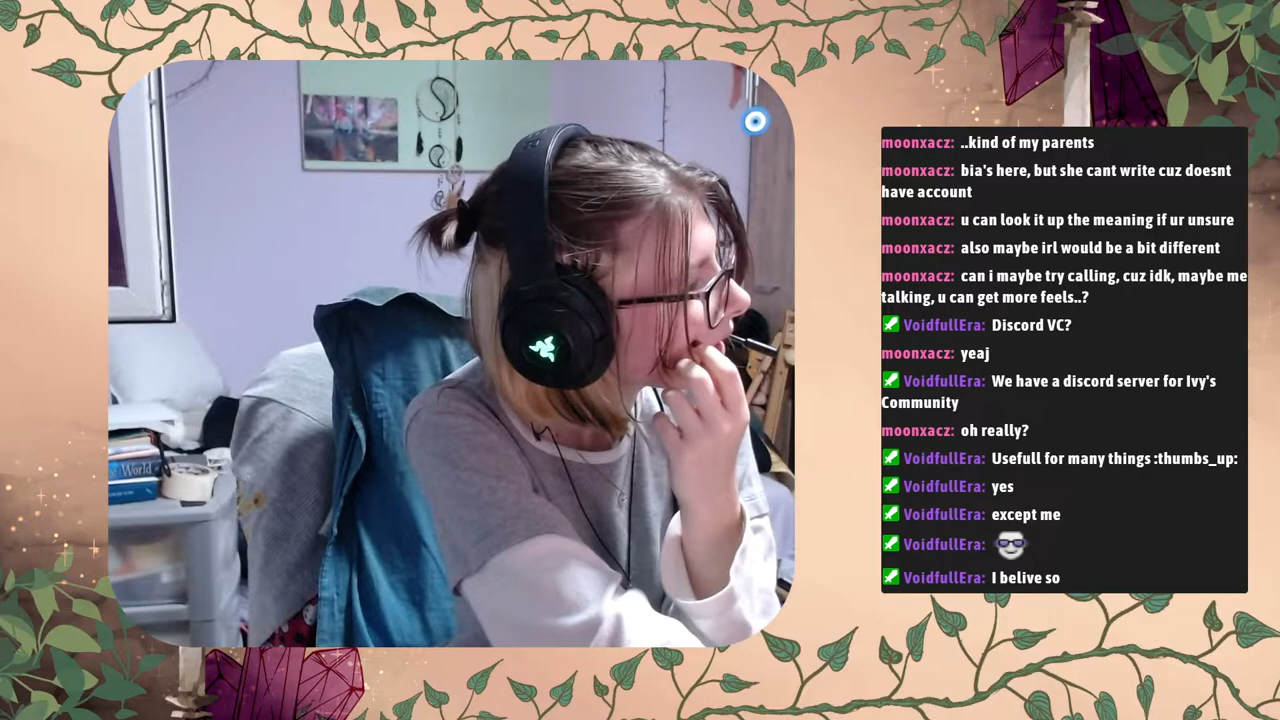 moonxacz: ..kind of my parents
moonxacz: bia's here, but she cant write cuz doesnt
have account
moonxacz: u can look it up the meaning if ur unsure
moonxacz: also maybe irl would be a bit different
moonxacz: can i maybe try calling, cuz idk, maybe me
talking, u can get more feels..?
VoidfullEra: Discord VC?
moonxacz: yeaj
VoidfullEra: We have a discord server for Ivy's
Community
moonxacz: oh really?
VoidfullEra: Usefull for many things :thumbs_up:
VoidfullEra: yes
VoidfullEra: except me
VoidfullEra:
VoidfullEra: I belive so
World